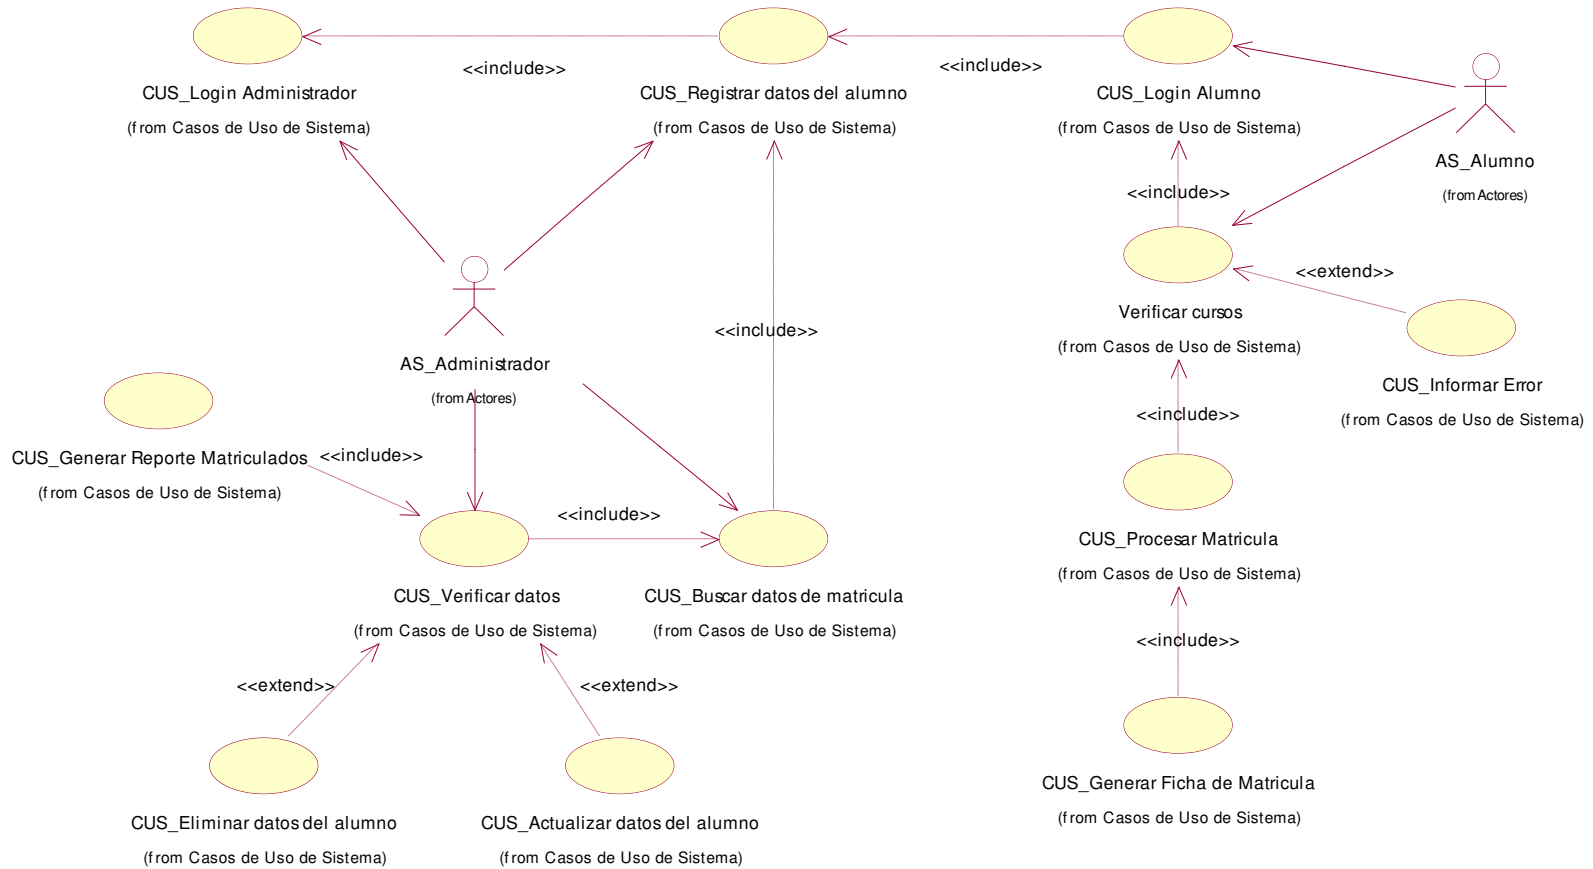 <<include>>
<<include>>
CUS_Login Administrador
(from Casos de Uso de Sistema)
CUS_Registrar datos del alumno
(from Casos de Uso de Sistema)
CUS_Login Alumno
(from Casos de Uso de Sistema)
AS_Alumno
(from Actores)
<<include>>
<<extend>>
Verificar cursos
(from Casos de Uso de Sistema)
<<include>>
AS_Administrador
(from Actores)
CUS_Informar Error
(from Casos de Uso de Sistema)
<<include>>
CUS_Generar Reporte Matriculados
(from Casos de Uso de Sistema)
<<include>>
<<include>>
CUS_Procesar Matricula
(from Casos de Uso de Sistema)
CUS_Verificar datos
(from Casos de Uso de Sistema)
CUS_Buscar datos de matricula
(from Casos de Uso de Sistema)
<<include>>
<<extend>>
<<extend>>
CUS_Generar Ficha de Matricula
(from Casos de Uso de Sistema)
CUS_Eliminar datos del alumno
(from Casos de Uso de Sistema)
CUS_Actualizar datos del alumno
(from Casos de Uso de Sistema)